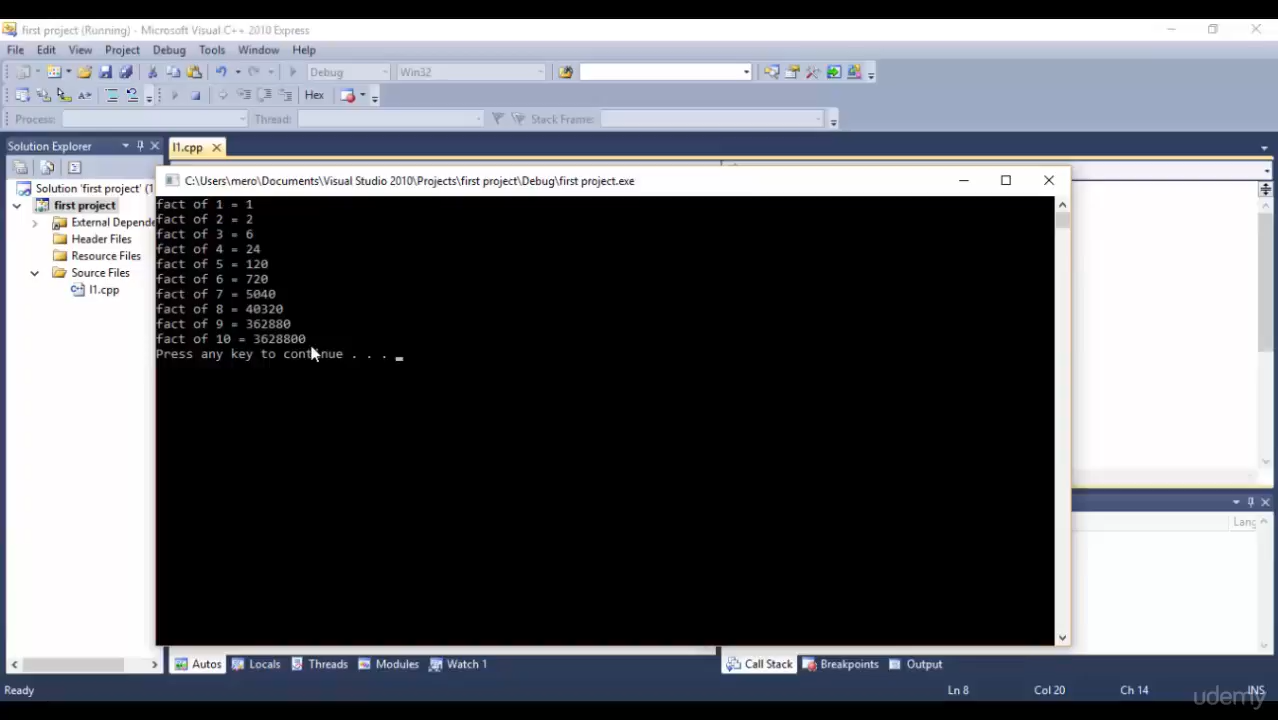 first project (Running) - Microsoft Visual C++ 2010 Express
File Edit View Project Debug Tools Window Help
Debug Win32
Hex
Process: Thread: Stack Frame:
Solution Explorer
l1.cpp
Solution 'first project' (1
first project
External Depende
Header Files
Resource Files
Source Files
l1.cpp
C:\Users\mero\Documents\Visual Studio 2010\Projects\first project\Debug\first project.exe
fact of 1 = 1
fact of 2 = 2
fact of 3 = 6
fact of 4 = 24
fact of 5 = 120
fact of 6 = 720
fact of 7 = 5040
fact of 8 = 40320
fact of 9 = 362880
fact of 10 = 3628800
Press any key to continue . . . _
Lang
Autos Locals Threads Modules Watch 1
Call Stack Breakpoints Output
Ready Ln 8 Col 20 Ch 14 INS
udemy